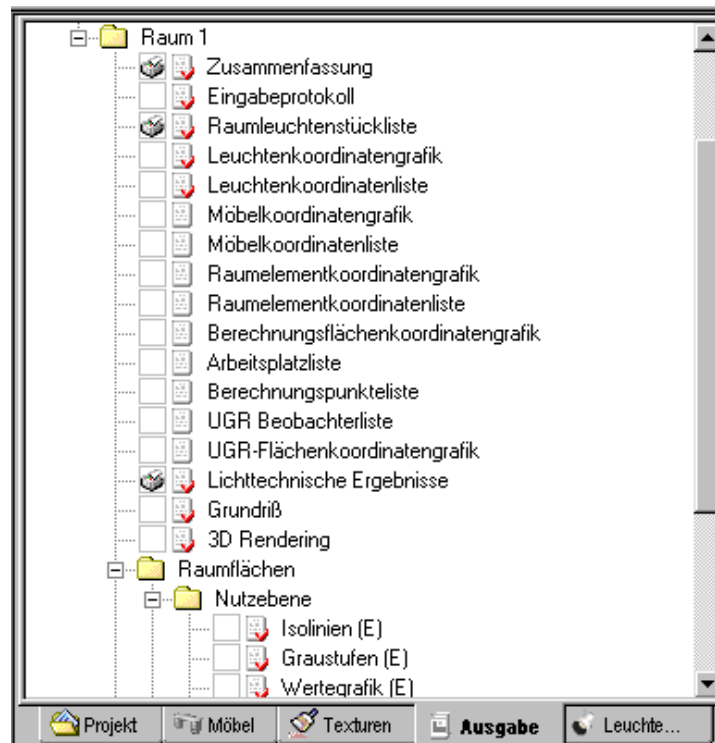 Raum 1
Zusammenfassung
Eingabeprotokoll
Raumleuchtenstückliste
Leuchtenkoordinatengrafik
Leuchtenkoordinatenliste
Möbelkoordinatengrafik
Möbelkoordinatenliste
Raumelementkoordinatengrafik
Raumelementkoordinatenliste
Berechnungsflächenkoordinatengrafik
Arbeitsplatzliste
Berechnungspunkteliste
UGR Beobachterliste
UGR-Flächenkoordinatengrafik
Lichttechnische Ergebnisse
Grundriß
3D Rendering
Raumflächen
Nutzebene
Isolinien (E)
Graustufen (E)
Wertegrafik (E)
Projekt Möbel Texturen Ausgabe Leuchte...